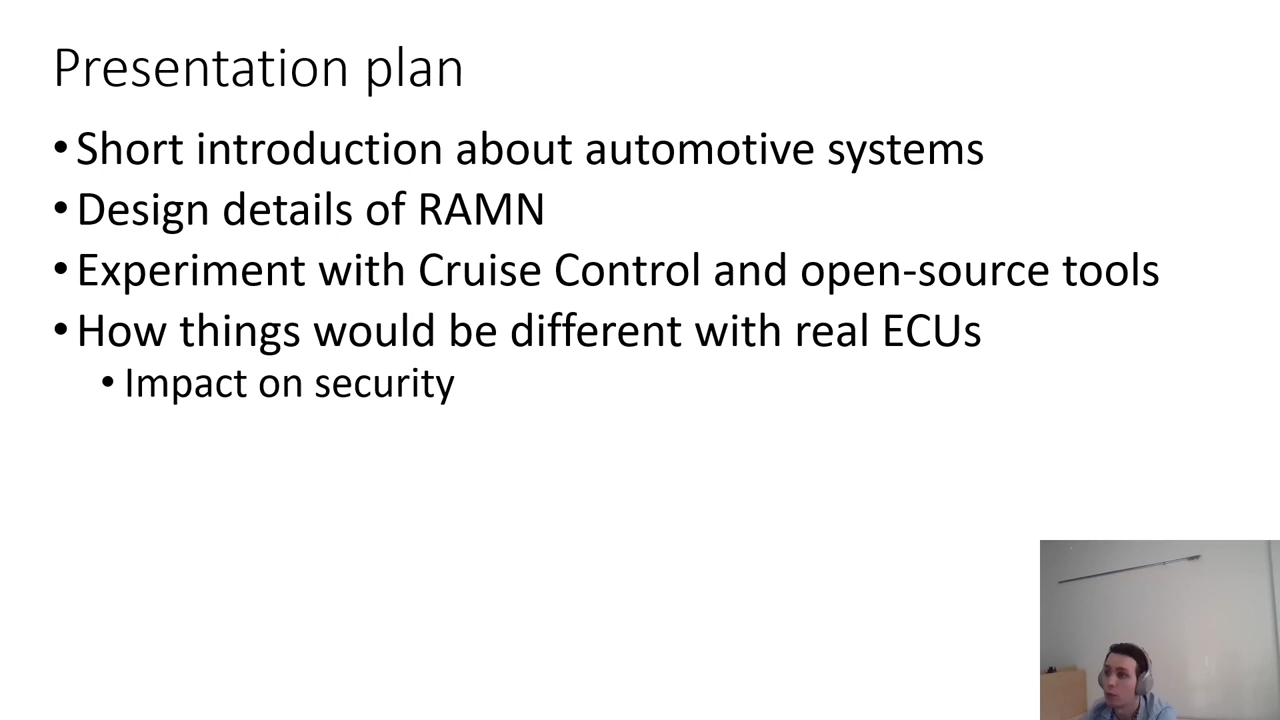 Presentation plan
• Short introduction about automotive systems
• Design details of RAMN
• Experiment with Cruise Control and open-source tools
• How things would be different with real ECUs
• Impact on security